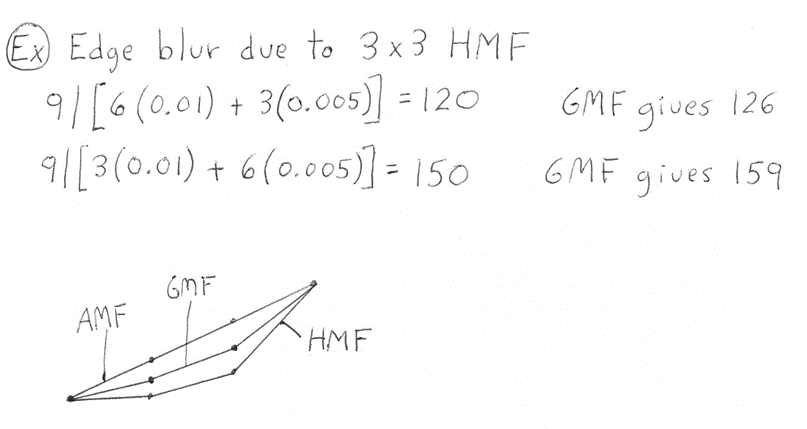 Ex Edge blur due to 3x3 HMF
9/[6(0.01) + 3(0.005)] = 120 GMF gives 126
9/[3(0.01) + 6(0.005)] = 150 GMF gives 159
GMF
AMF
HMF